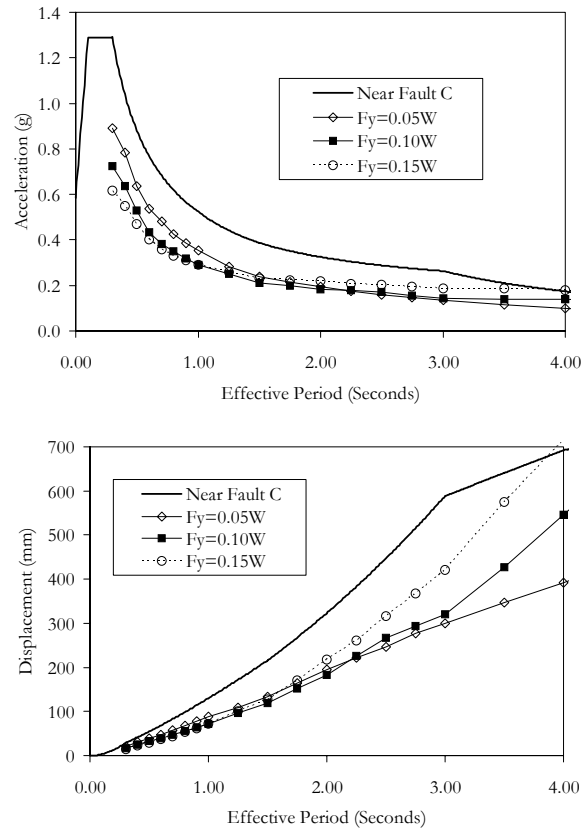 1.4
1.2
1.0
0.8
0.6
0.4
0.2
0.0
Acceleration (g)
Near Fault C
Fy=0.05W
Fy=0.10W
Fy=0.15W
0.00 1.00 2.00 3.00 4.00
Effective Period (Seconds)
700
600
500
400
300
200
100
0
Displacement (mm)
Near Fault C
Fy=0.05W
Fy=0.10W
Fy=0.15W
0.00 1.00 2.00 3.00 4.00
Effective Period (Seconds)